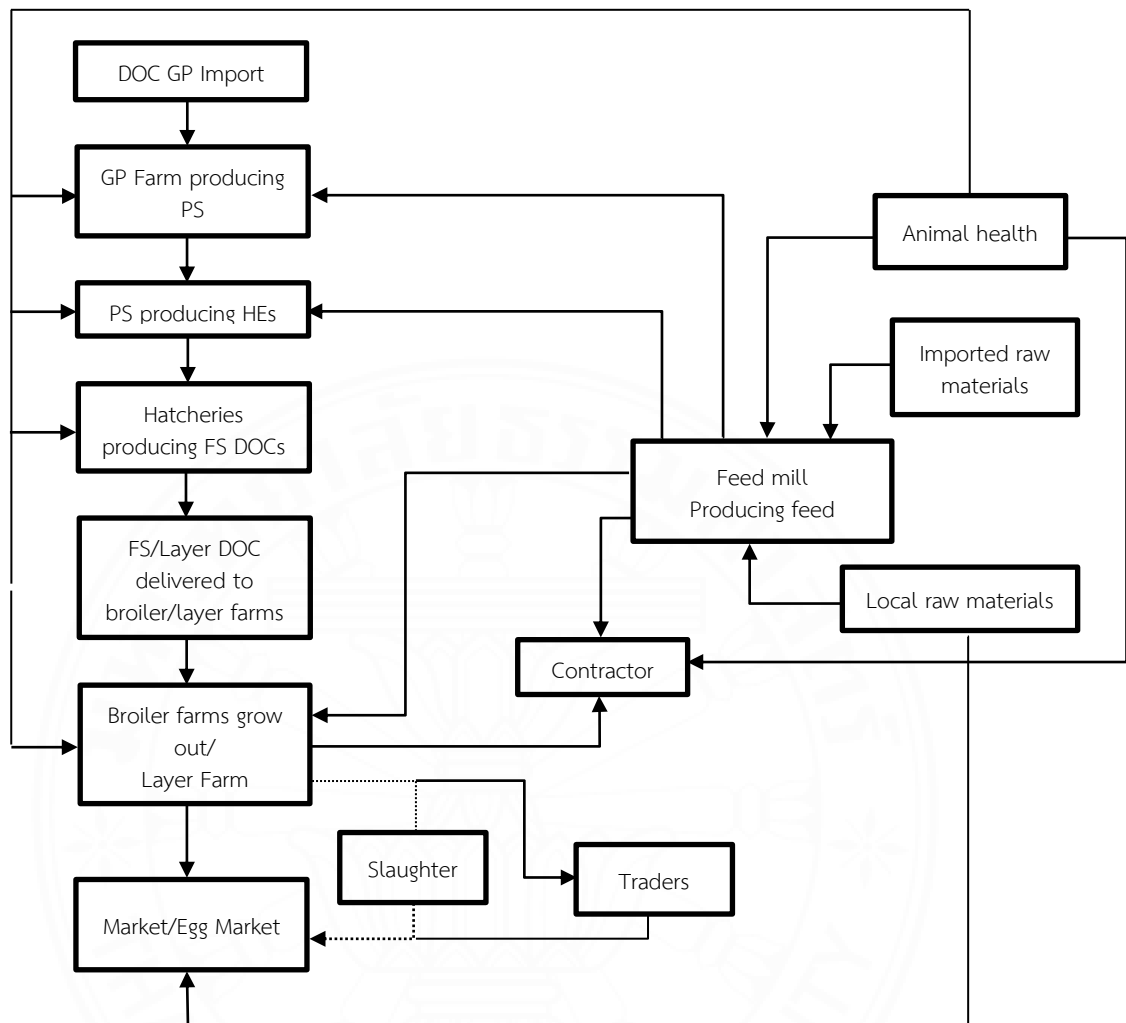 DOC GP Import
GP Farm producing
PS
Animal health
PS producing HEs
Imported raw
materials
Hatcheries
producing FS DOCs
Feed mill
Producing feed
FS/Layer DOC
delivered to
broiler/layer farms
Local raw materials
Contractor
Broiler farms grow
out/
Layer Farm
Slaughter
Traders
Market/Egg Market